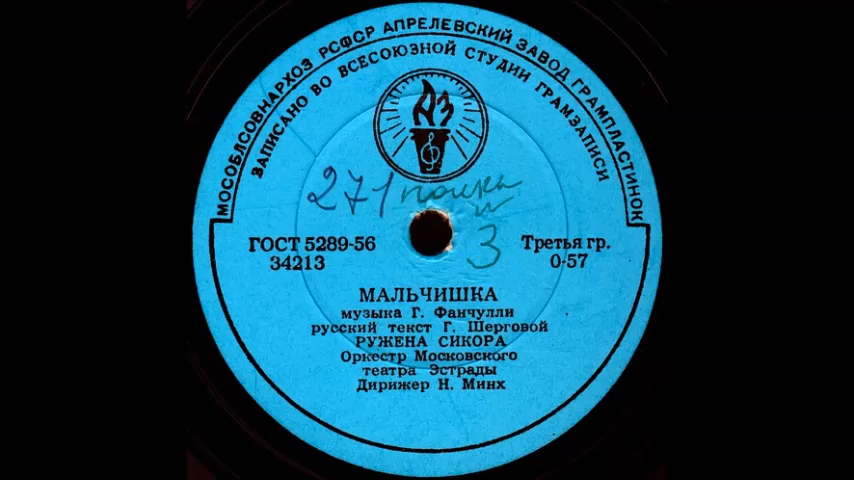 МОСОБЛСОВНАРХОЗ РСФСР АПРЕЛЕВСКИЙ ЗАВОД ГРАМПЛАСТИНОК
ЗАПИСАНО ВО ВСЕСОЮЗНОЙ СТУДИИ ГРАМЗАПИСИ
АЗ
271
3
ГОСТ 5289-56
34213
Третья гр.
0-57
МАЛЬЧИШКА
музыка Г. Фанчулли
русский текст Г. Шерговой
РУЖЕНА СИКОРА
Оркестр Московского
театра Эстрады
Дирижер Н. Минх